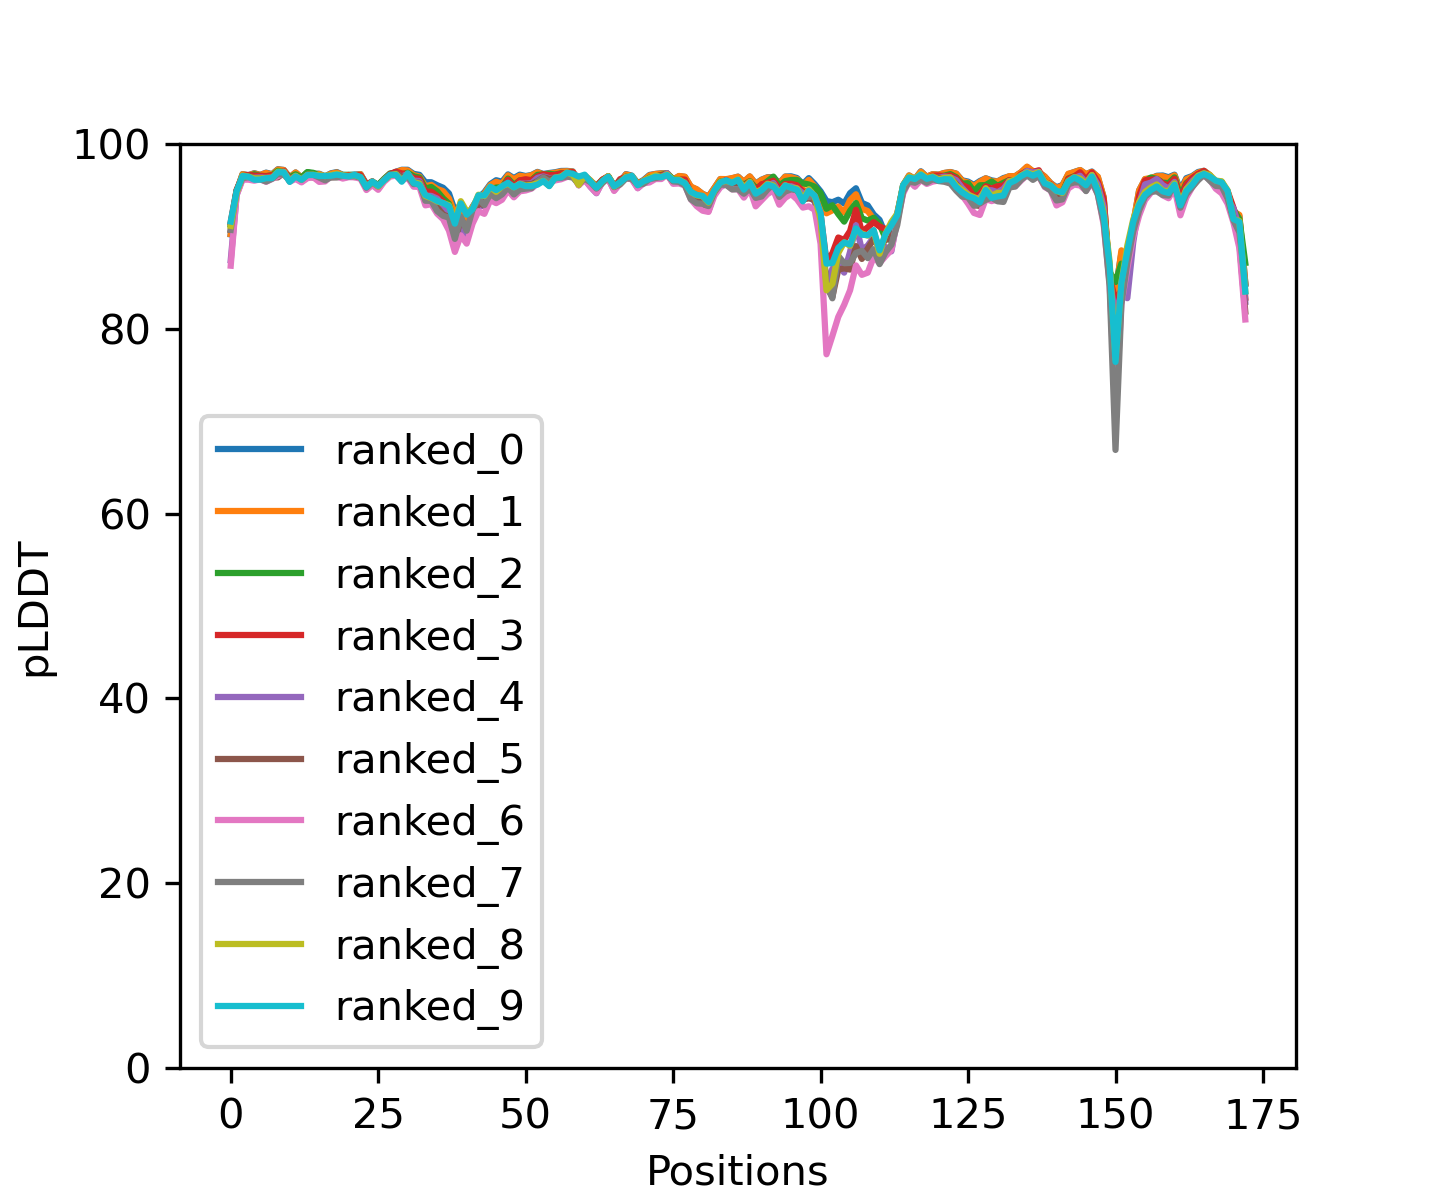 100
80
60
40
20
0
pLDDT
ranked_0
ranked_1
ranked_2
ranked_3
ranked_4
ranked_5
ranked_6
ranked_7
ranked_8
ranked_9
0 25 50 75 100 125 150 175
Positions